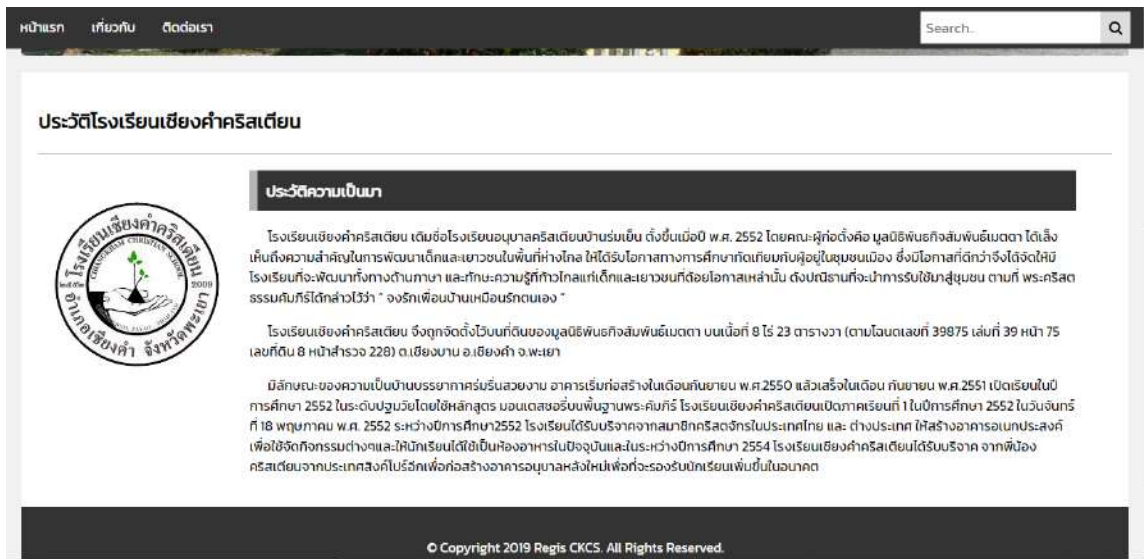 หน้าแรก เกี่ยวกับ ติดต่อเรา Search..
ประวัติโรงเรียนเชียงคำคริสเตียน
โรงเรียนเชียงคำคริสเตียน
CHIANGKHAM CHRISTIAN SCHOOL
๒๕๕๒ 2009
อำเภอเชียงคำ จังหวัดพะเยา
ประวัติความเป็นมา
โรงเรียนเชียงคำคริสเตียน เดิมชื่อโรงเรียนอนุบาลคริสเตียนบ้านร่มเย็น ตั้งขึ้นเมื่อปี พ.ศ. 2552 โดยคณะผู้ก่อตั้งคือ มูลนิธิพันธกิจสัมพันธ์เมตตา ได้เล็ง
เห็นถึงความสำคัญในการพัฒนาเด็กและเยาวชนในพื้นที่ห่างไกล ให้ได้รับโอกาสทางการศึกษาทัดเทียมกับผู้อยู่ในชุมชนเมือง ซึ่งมีโอกาสที่ดีกว่าจึงได้จัดให้มี
โรงเรียนที่จะพัฒนาทั้งทางด้านภาษา และทักษะความรู้ที่ก้าวไกลแก่เด็กและเยาวชนที่ด้อยโอกาสเหล่านั้น ดังปณิธานที่จะนำการรับใช้มาสู่ชุมชน ตามที่ พระคริสต
ธรรมคัมภีร์ได้กล่าวไว้ว่า “ จงรักเพื่อนบ้านเหมือนรักตนเอง ”
โรงเรียนเชียงคำคริสเตียน จึงถูกจัดตั้งไว้บนที่ดินของมูลนิธิพันธกิจสัมพันธ์เมตตา บนเนื้อที่ 8 ไร่ 23 ตารางวา (ตามโฉนดเลขที่ 39875 เล่มที่ 39 หน้า 75
เลขที่ดิน 8 หน้าสำรวจ 228) ต.เชียงบาน อ.เชียงคำ จ.พะเยา
มีลักษณะของความเป็นบ้านบรรยากาศร่มรื่นสวยงาม อาคารเริ่มก่อสร้างในเดือนกันยายน พ.ศ.2550 แล้วเสร็จในเดือน กันยายน พ.ศ.2551 เปิดเรียนในปี
การศึกษา 2552 ในระดับปฐมวัยโดยใช้หลักสูตร มอนเตสซอรี่บนพื้นฐานพระคัมภีร์ โรงเรียนเชียงคำคริสเตียนเปิดภาคเรียนที่ 1 ในปีการศึกษา 2552 ในวันจันทร์
ที่ 18 พฤษภาคม พ.ศ. 2552 ระหว่างปีการศึกษา2552 โรงเรียนได้รับบริจาคจากสมาชิกคริสตจักรในประเทศไทย และ ต่างประเทศ ให้สร้างอาคารอเนกประสงค์
เพื่อใช้จัดกิจกรรมต่างๆและให้นักเรียนได้ใช้เป็นห้องอาหารในปัจจุบันและในระหว่างปีการศึกษา 2554 โรงเรียนเชียงคำคริสเตียนได้รับบริจาค จากพี่น้อง
คริสเตียนจากประเทศสิงค์โปร์อีกเพื่อก่อสร้างอาคารอนุบาลหลังใหม่เพื่อที่จะรองรับนักเรียนเพิ่มขึ้นในอนาคต
© Copyright 2019 Regis CKCS. All Rights Reserved.